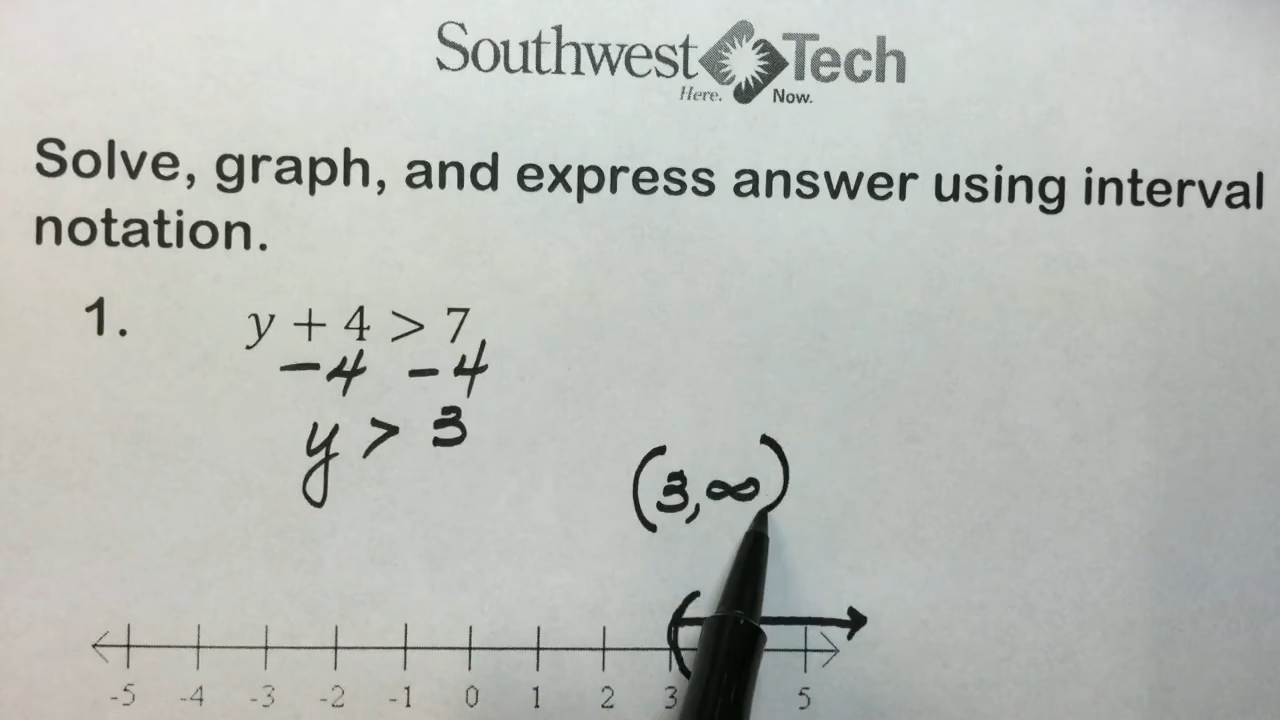 Southwest Tech
Here. Now.
Solve, graph, and express answer using interval
notation.
1. y + 4 > 7
-4 -4
y > 3
(3, ∞)
(
-5 -4 -3 -2 -1 0 1 2 3 5